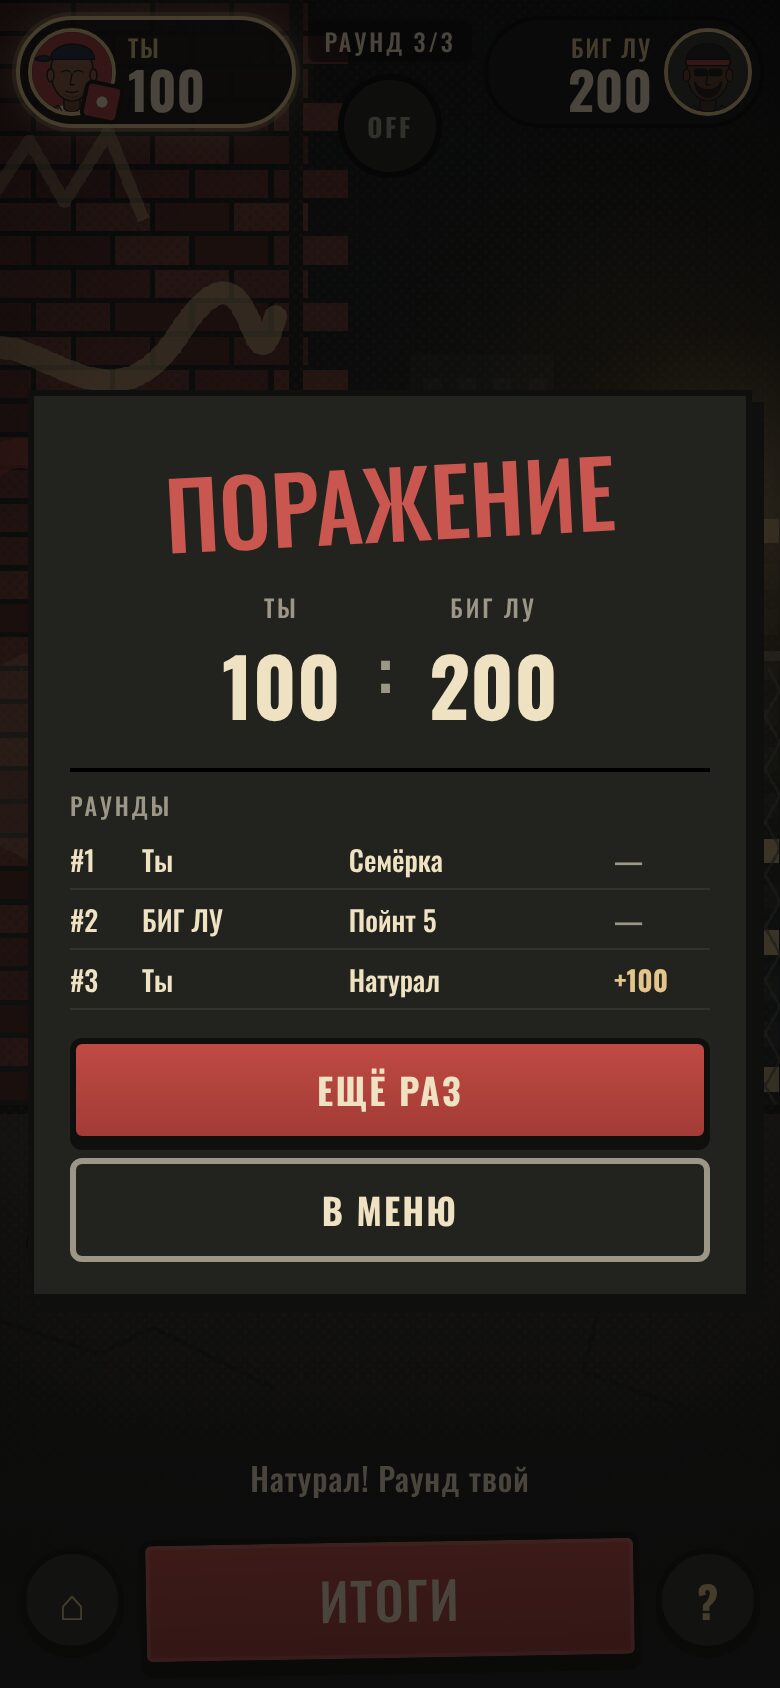 ТЫ
100
РАУНД 3/3
OFF
БИГ ЛУ
200
ПОРАЖЕНИЕ
ТЫ
БИГ ЛУ
100 : 200
РАУНДЫ
#1 Ты Семёрка —
#2 БИГ ЛУ Пойнт 5 —
#3 Ты Натурал +100
ЕЩЁ РАЗ
В МЕНЮ
Натурал! Раунд твой
ИТОГИ
?